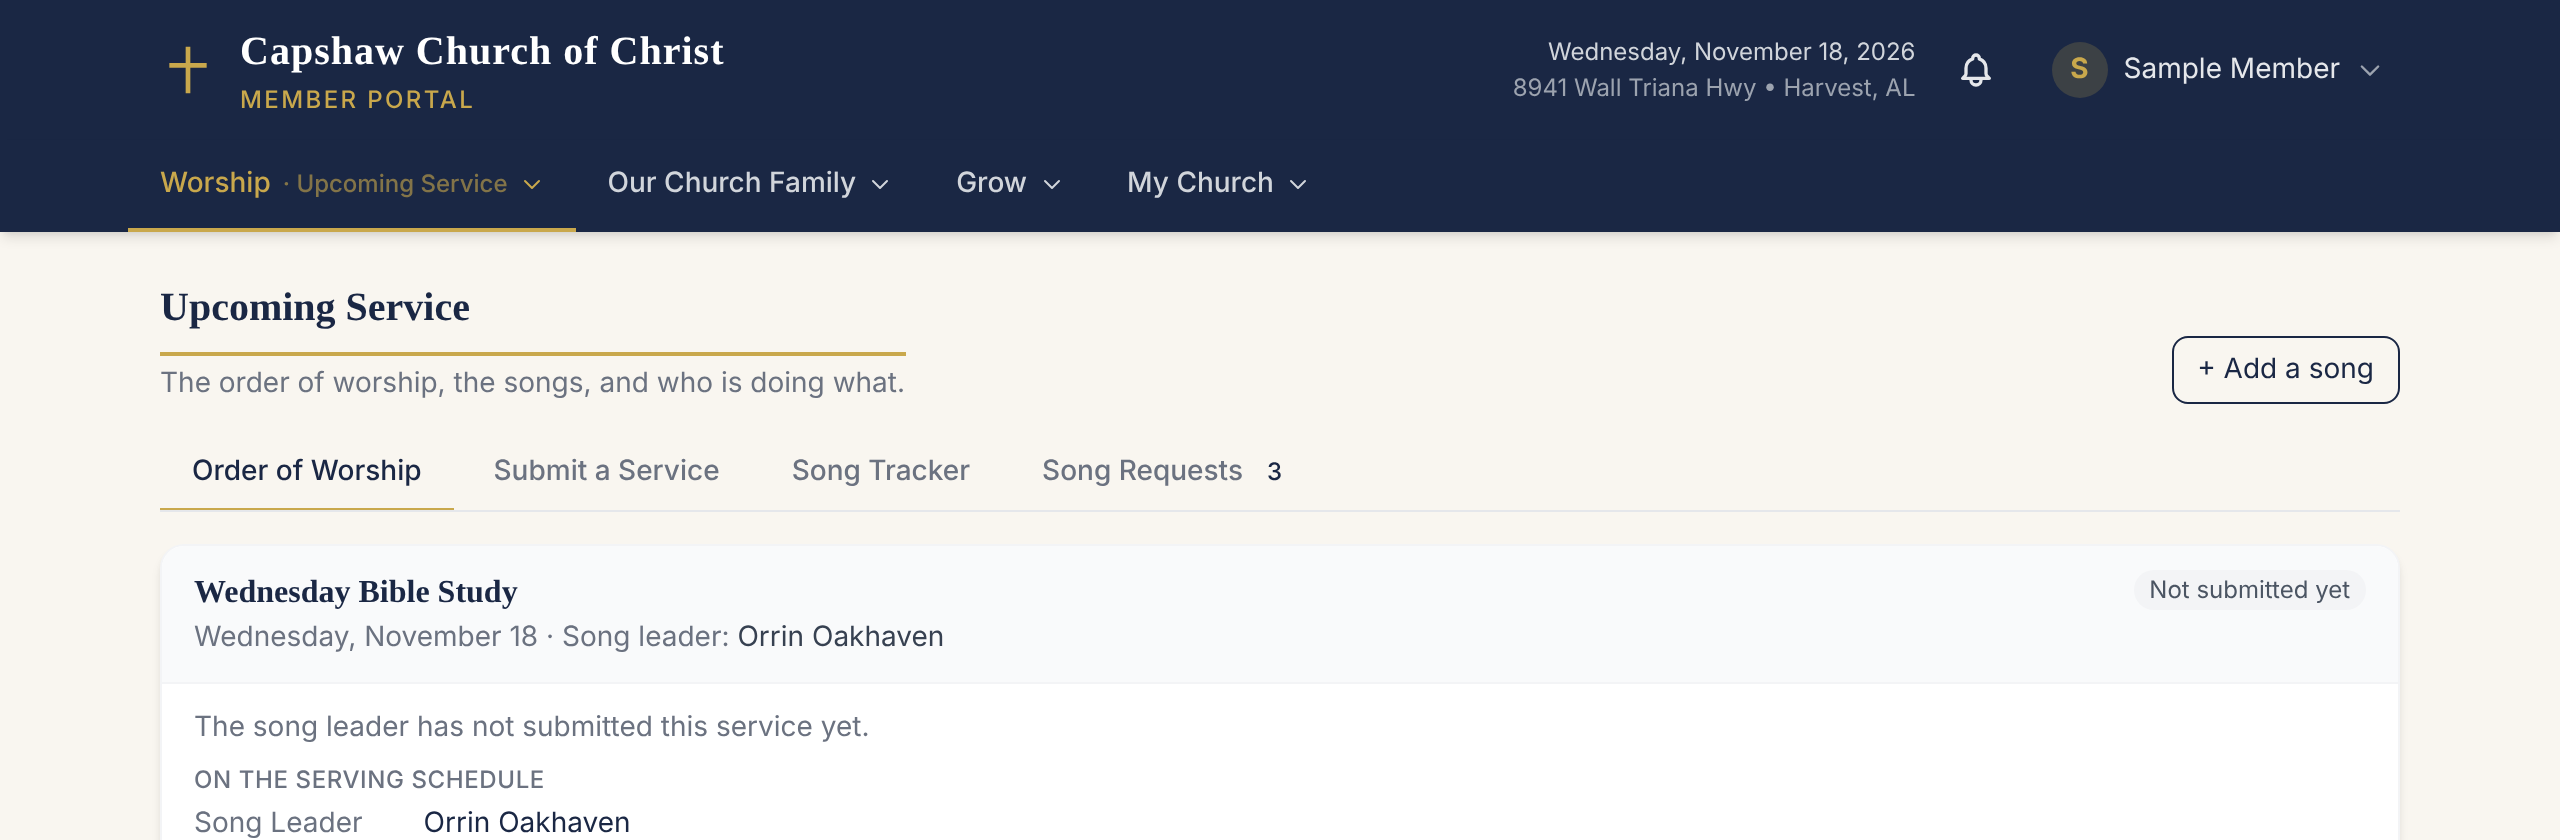 Capshaw Church of Christ
MEMBER PORTAL
Wednesday, November 18, 2026
8941 Wall Triana Hwy • Harvest, AL
S
Sample Member
Worship · Upcoming Service
Our Church Family
Grow
My Church
Upcoming Service
The order of worship, the songs, and who is doing what.
+ Add a song
Order of Worship
Submit a Service
Song Tracker
Song Requests 3
Wednesday Bible Study
Not submitted yet
Wednesday, November 18 · Song leader: Orrin Oakhaven
The song leader has not submitted this service yet.
ON THE SERVING SCHEDULE
Song Leader Orrin Oakhaven